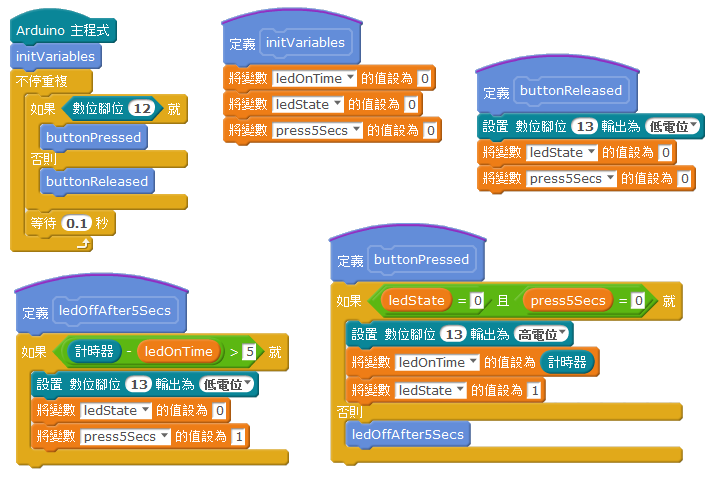 Arduino 主程式
initVariables
不停重複
如果 數位腳位 12 就
buttonPressed
否則
buttonReleased
等待 0.1 秒
定義 initVariables
將變數 ledOnTime 的值設為 0
將變數 ledState 的值設為 0
將變數 press5Secs 的值設為 0
定義 buttonReleased
設置 數位腳位 13 輸出為 低電位
將變數 ledState 的值設為 0
將變數 press5Secs 的值設為 0
定義 ledOffAfter5Secs
如果 計時器 - ledOnTime > 5 就
設置 數位腳位 13 輸出為 低電位
將變數 ledState 的值設為 0
將變數 press5Secs 的值設為 1
定義 buttonPressed
如果 ledState = 0 且 press5Secs = 0 就
設置 數位腳位 13 輸出為 高電位
將變數 ledOnTime 的值設為 計時器
將變數 ledState 的值設為 1
否則
ledOffAfter5Secs